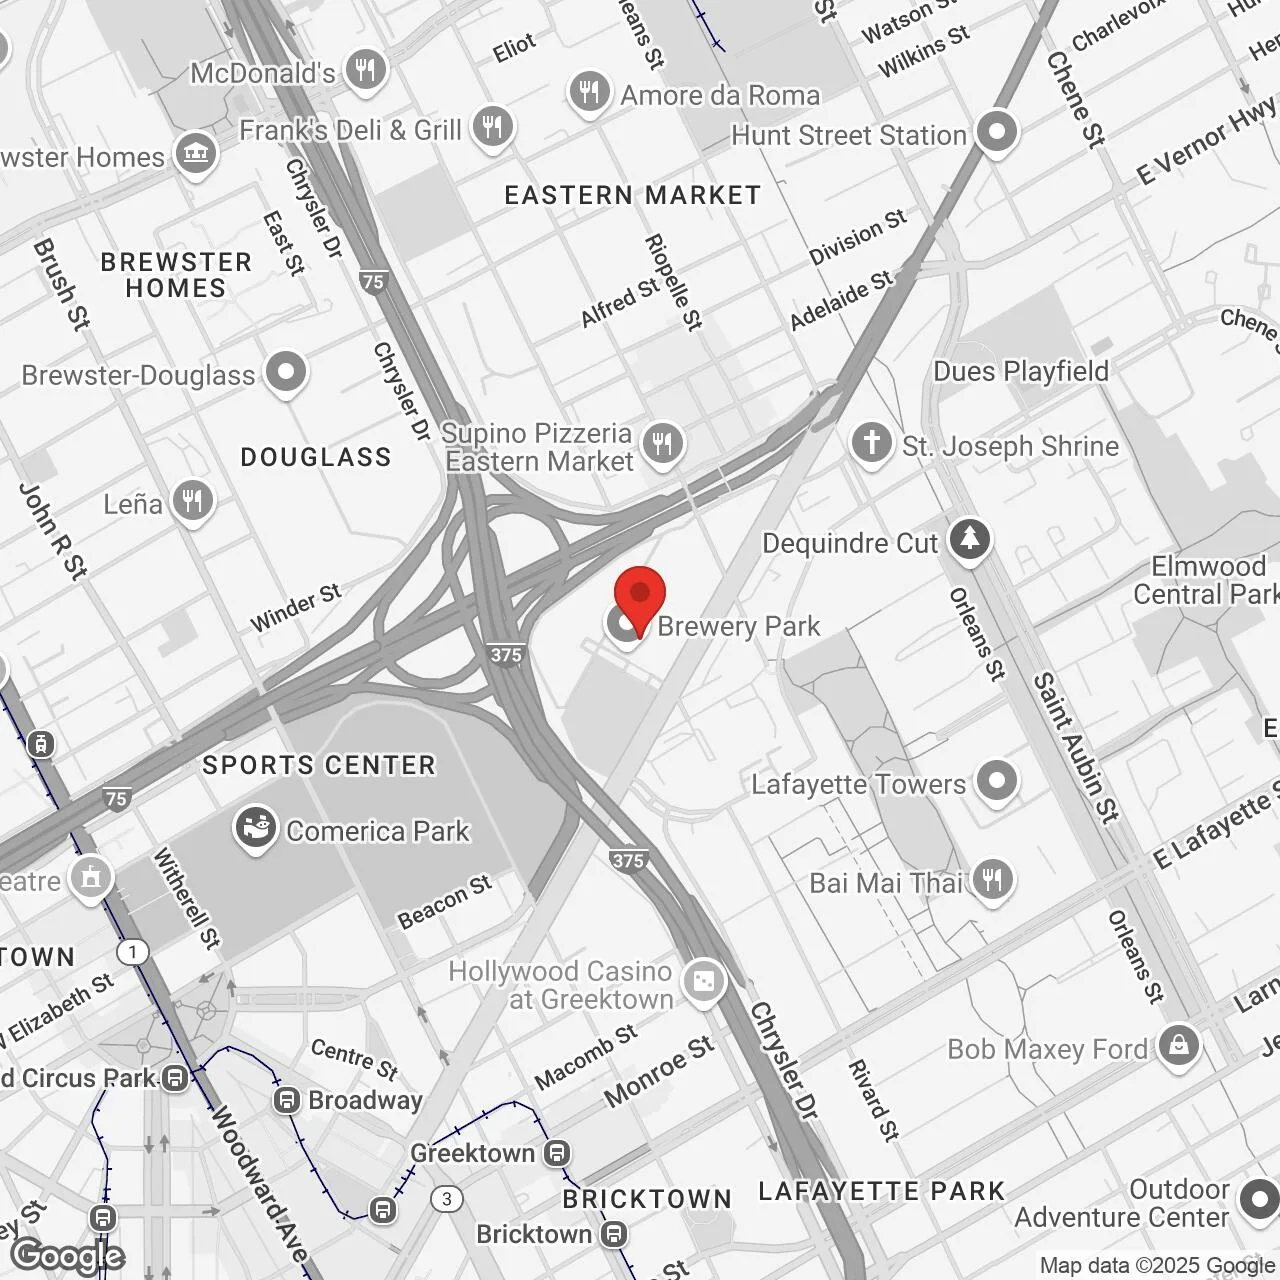 Eliot
Watson St
Wilkins St
Charlevoix
McDonald's
Amore da Roma
Chene St
E Vernor Hwy
Frank's Deli & Grill
Hunt Street Station
wster Homes
Chrysler Dr
EASTERN MARKET
East St
Brush St
Riopelle St
Division St
BREWSTER
HOMES
75
Alfred St
Adelaide St
Chene S
Brewster-Douglass
Chrysler Dr
Dues Playfield
Supino Pizzeria
Eastern Market
St. Joseph Shrine
DOUGLASS
Leña
John R St
Dequindre Cut
Elmwood
Central Park
Winder St
Orleans St
Brewery Park
375
Saint Aubin St
SPORTS CENTER
75
Lafayette Towers
Comerica Park
375
E Lafayette S
eatre
Witherell St
Beacon St
Bai Mai Thai
TOWN
1
Orleans St
Hollywood Casino
at Greektown
W Elizabeth St
Chrysler Dr
Larn
Centre St
Macomb St
Monroe St
Bob Maxey Ford
Je
d Circus Park
Broadway
Rivard St
Woodward Ave
Greektown
3
BRICKTOWN
LAFAYETTE PARK
Outdoor
Adventure Center
Bricktown
Google
Map data ©2025 Google